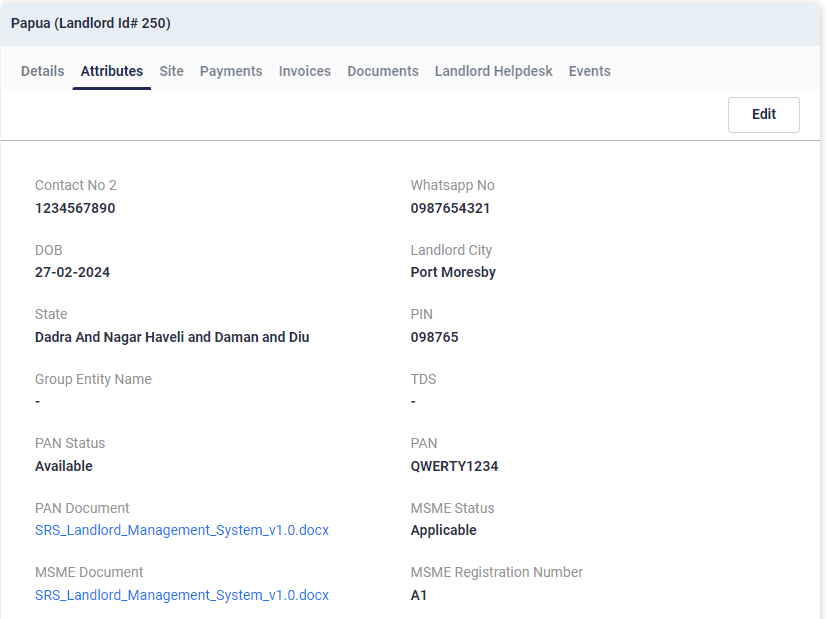 Papua (Landlord Id# 250)
Details Attributes Site Payments Invoices Documents Landlord Helpdesk Events
Edit
Contact No 2 Whatsapp No
1234567890 0987654321
DOB Landlord City
27-02-2024 Port Moresby
State PIN
Dadra And Nagar Haveli and Daman and Diu 098765
Group Entity Name TDS
- -
PAN Status PAN
Available QWERTY1234
PAN Document MSME Status
SRS_Landlord_Management_System_v1.0.docx Applicable
MSME Document MSME Registration Number
SRS_Landlord_Management_System_v1.0.docx A1